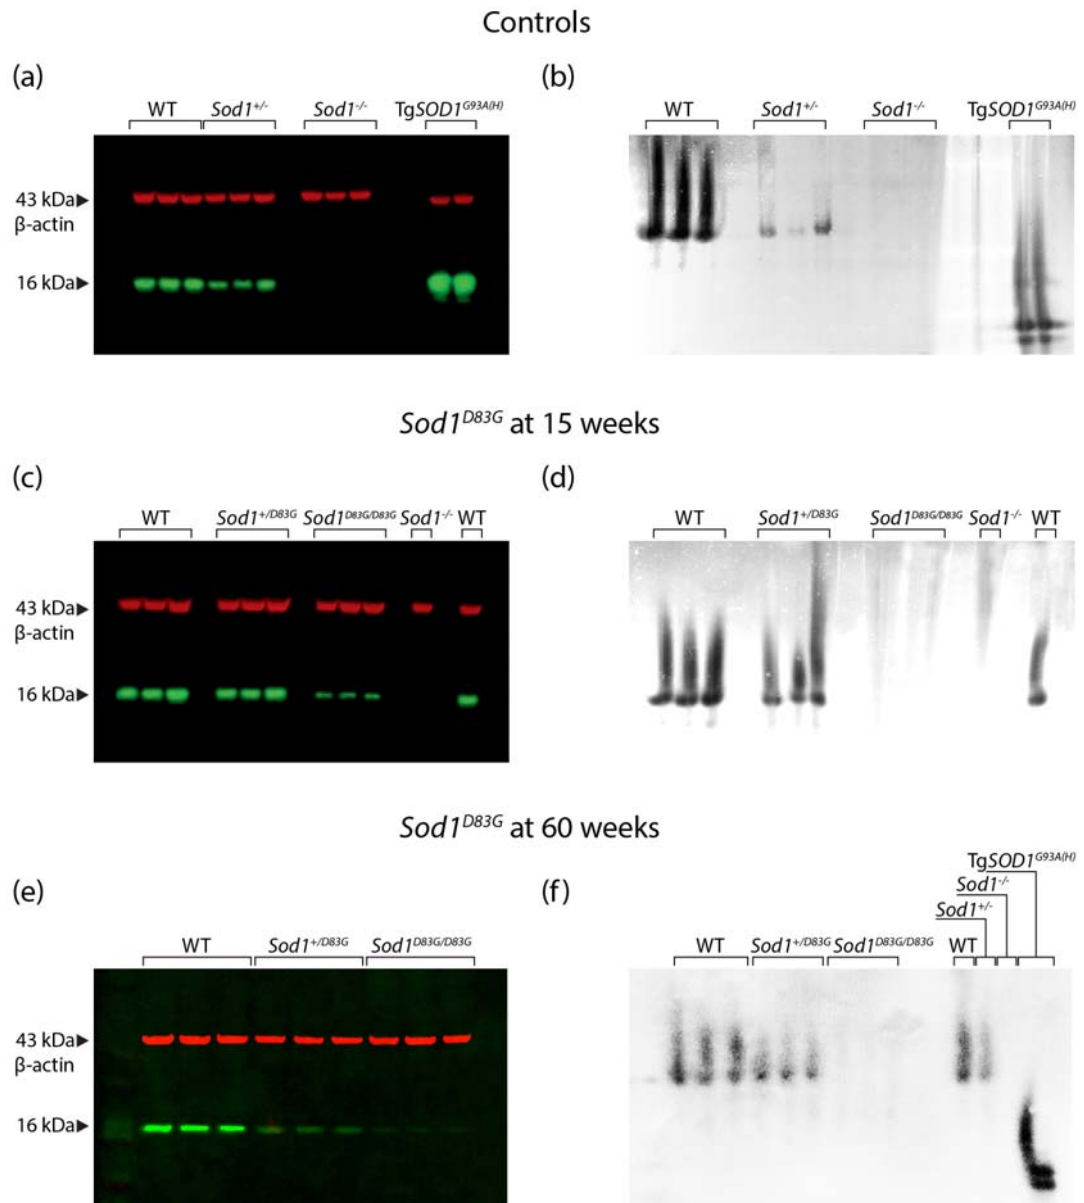 Controls
(a)
(b)
WT Sod1+/- Sod1-/- TgSOD1G93A(H)
WT Sod1+/- Sod1-/- TgSOD1G93A(H)
43 kDa
β-actin
16 kDa
Sod1D83G at 15 weeks
(c)
(d)
WT Sod1+/D83G Sod1D83G/D83G Sod1-/- WT
WT Sod1+/D83G Sod1D83G/D83G Sod1-/- WT
43 kDa
β-actin
16 kDa
Sod1D83G at 60 weeks
(e)
(f)
TgSOD1G93A(H)
Sod1-/-
Sod1+/-
WT Sod1+/D83G Sod1D83G/D83G
WT Sod1+/D83G Sod1D83G/D83G WT
43 kDa
β-actin
16 kDa